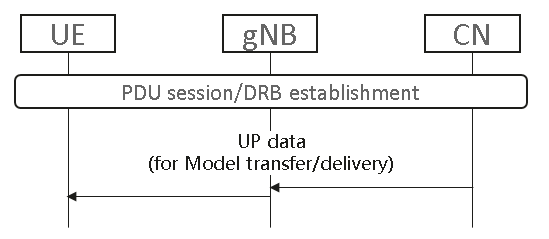 UE
gNB
CN
PDU session/DRB establishment
UP data
(for Model transfer/delivery)